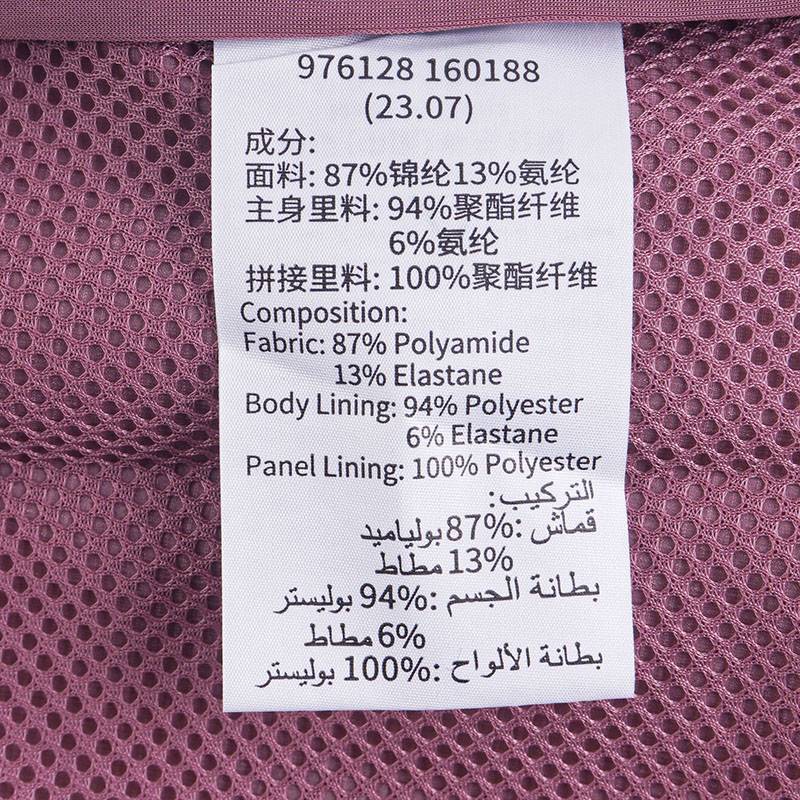 976128 160188
(23.07)
成分:
面料: 87%锦纶13%氨纶
主身里料: 94%聚酯纤维
6%氨纶
拼接里料: 100%聚酯纤维
Composition:
Fabric: 87% Polyamide
13% Elastane
Body Lining: 94% Polyester
6% Elastane
Panel Lining: 100% Polyester
التركيب:
قماش :87% بولياميد
13% مطاط
بطانة الجسم :94% بوليستر
6% مطاط
بطانة الألواح :100% بوليستر